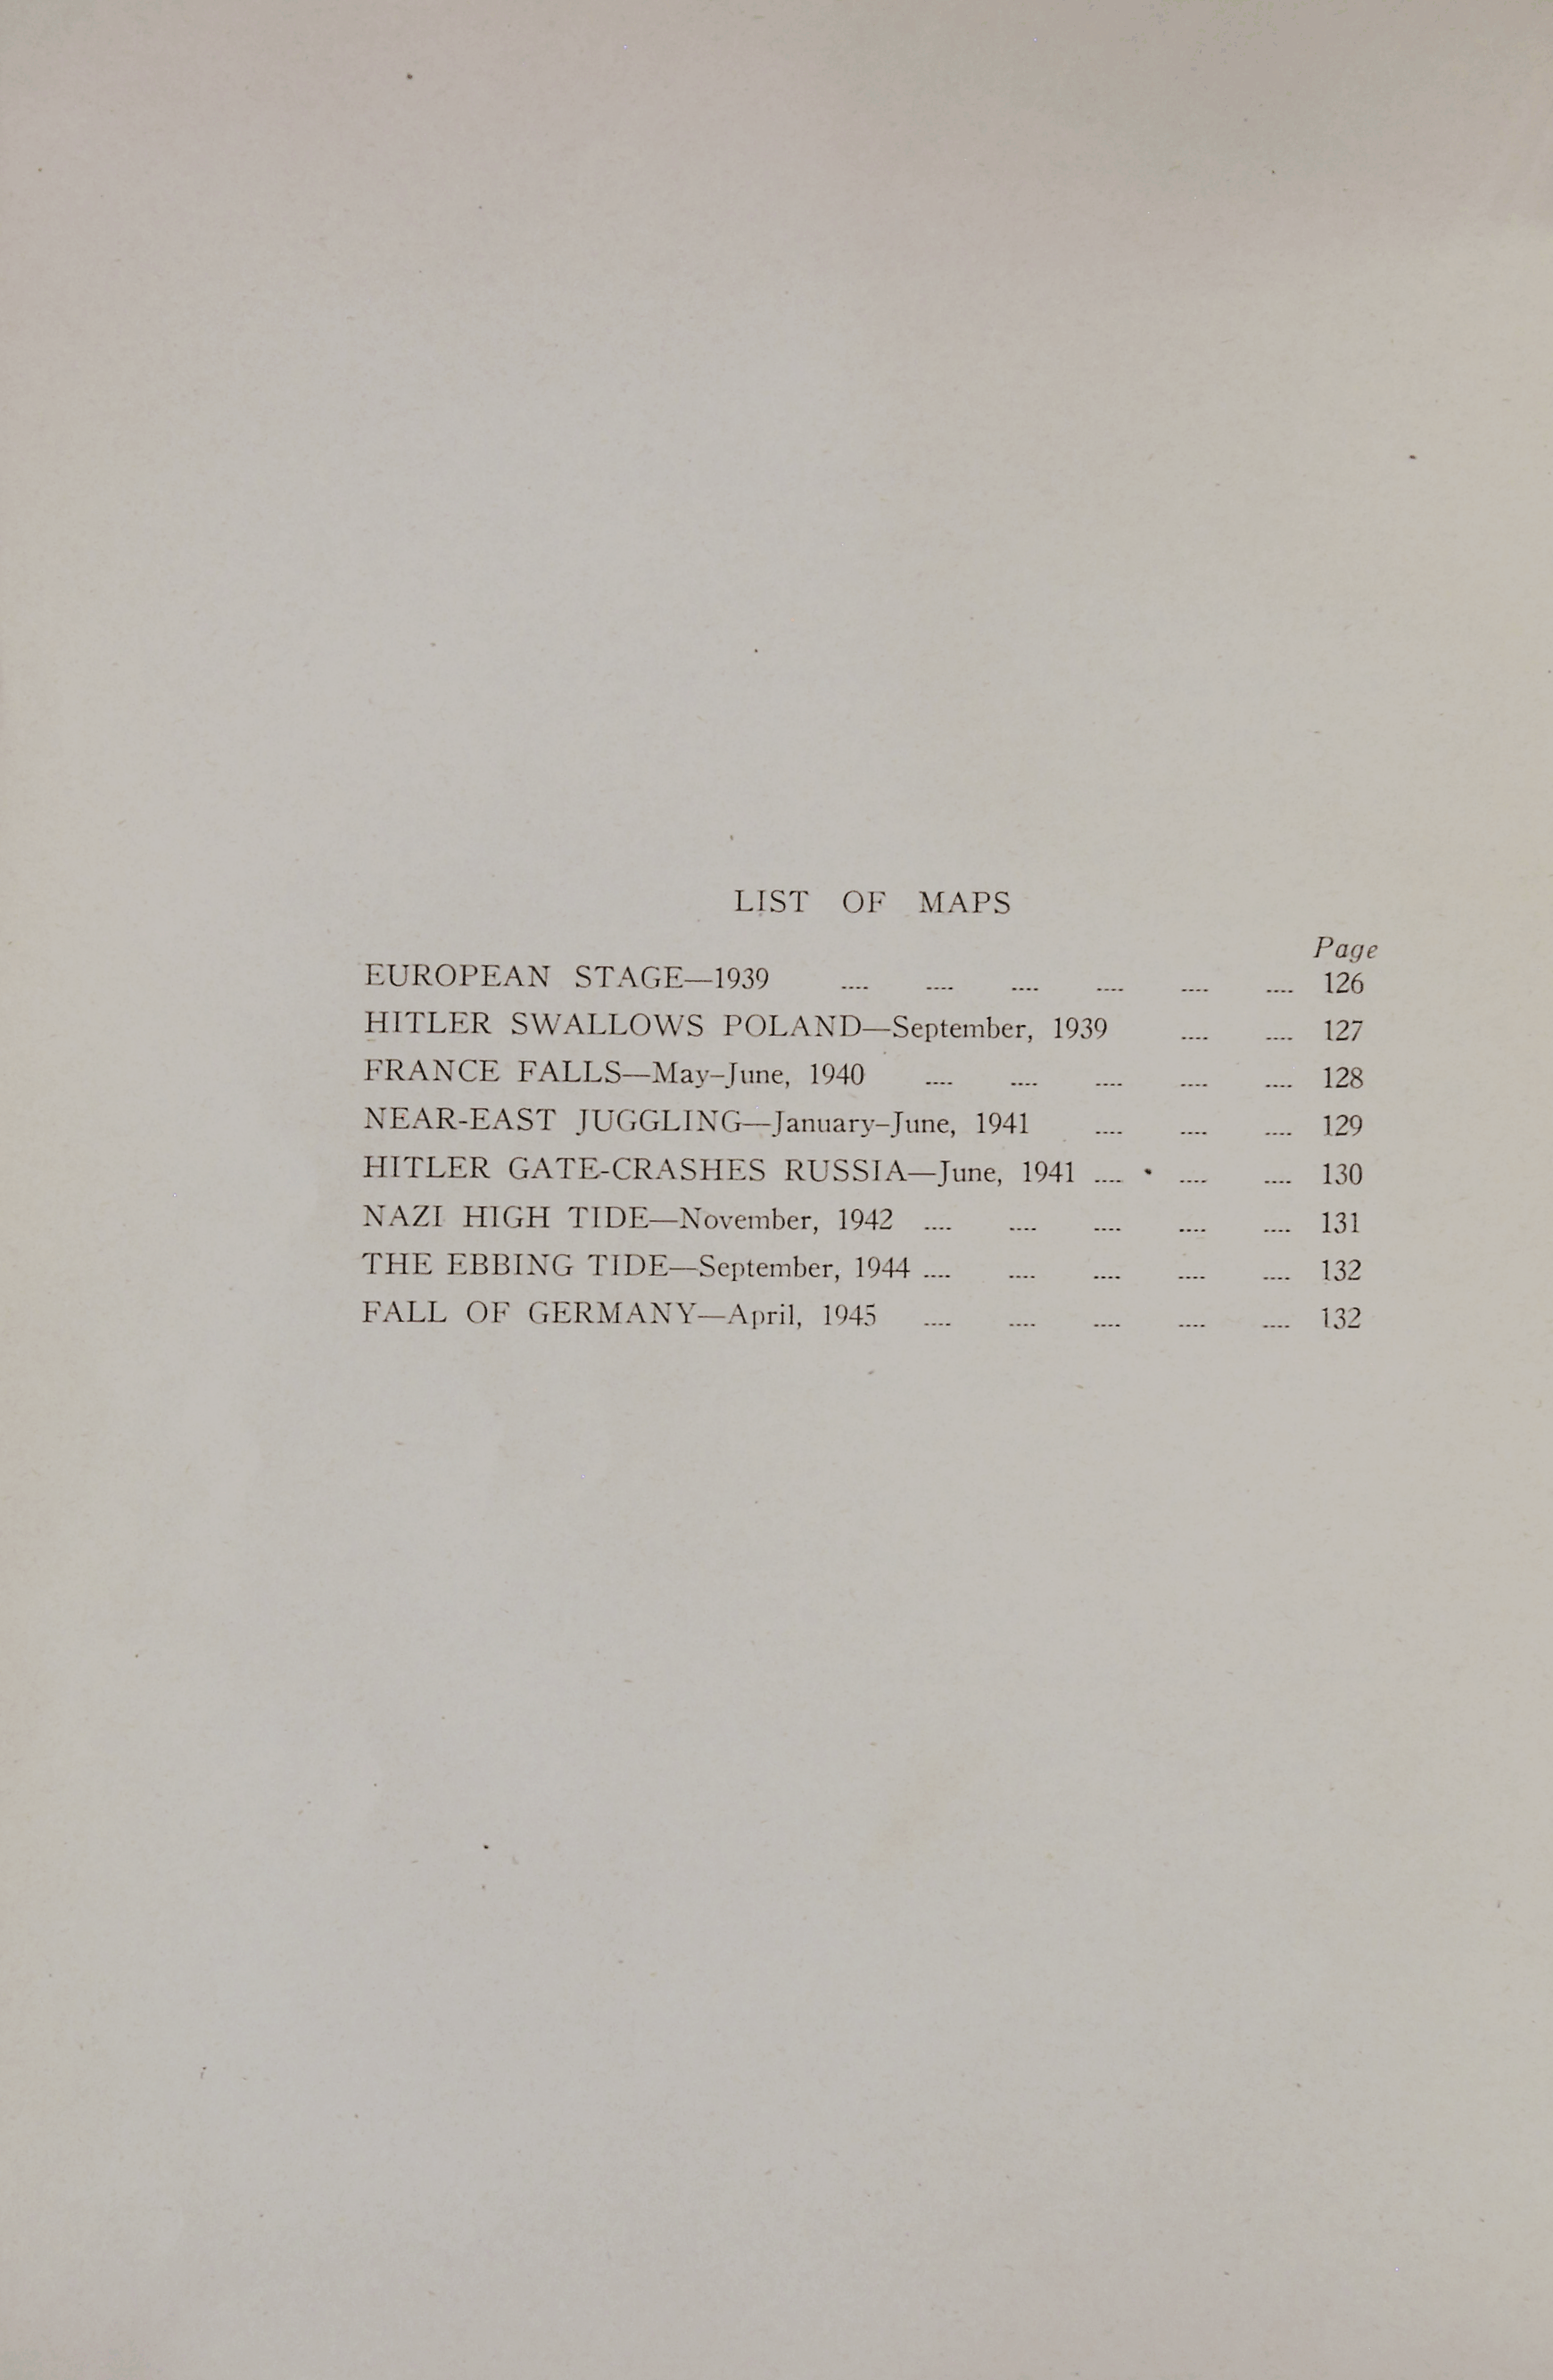 LIST OF MAPS
Page
EUROPEAN STAGE—1939 .... .... .... .... .... .... 126
HITLER SWALLOWS POLAND—September, 1939 .... .... 127
FRANCE FALLS—May–June, 1940 .... .... .... .... .... 128
NEAR-EAST JUGGLING—January–June, 1941 .... .... .... 129
HITLER GATE-CRASHES RUSSIA—June, 1941 .... .... .... 130
NAZI HIGH TIDE—November, 1942 .... .... .... .... .... 131
THE EBBING TIDE—September, 1944 .... .... .... .... .... 132
FALL OF GERMANY—April, 1945 .... .... .... .... .... 132